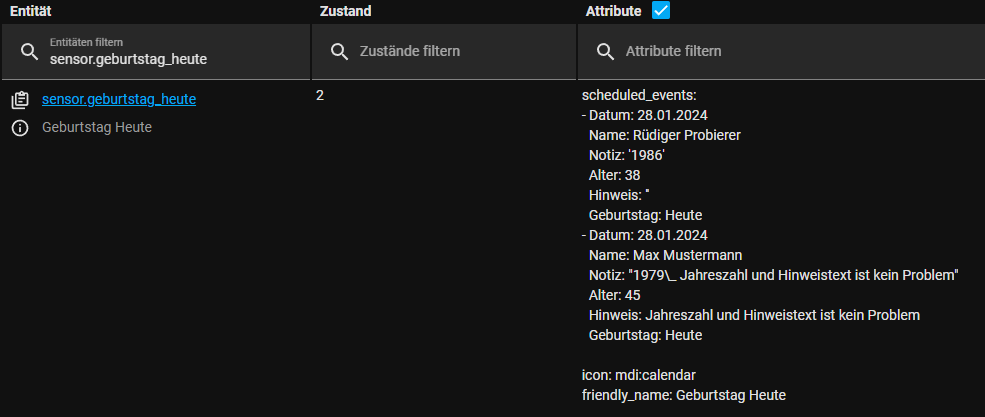 Entität Zustand Attribute
Entitäten filtern
sensor.geburtstag_heute Zustände filtern Attribute filtern
sensor.geburtstag_heute 2 scheduled_events:
Geburtstag Heute
- Datum: 28.01.2024
Name: Rüdiger Probierer
Notiz: '1986'
Alter: 38
Hinweis: ''
Geburtstag: Heute
- Datum: 28.01.2024
Name: Max Mustermann
Notiz: "1979\_ Jahreszahl und Hinweistext ist kein Problem"
Alter: 45
Hinweis: Jahreszahl und Hinweistext ist kein Problem
Geburtstag: Heute
icon: mdi:calendar
friendly_name: Geburtstag Heute